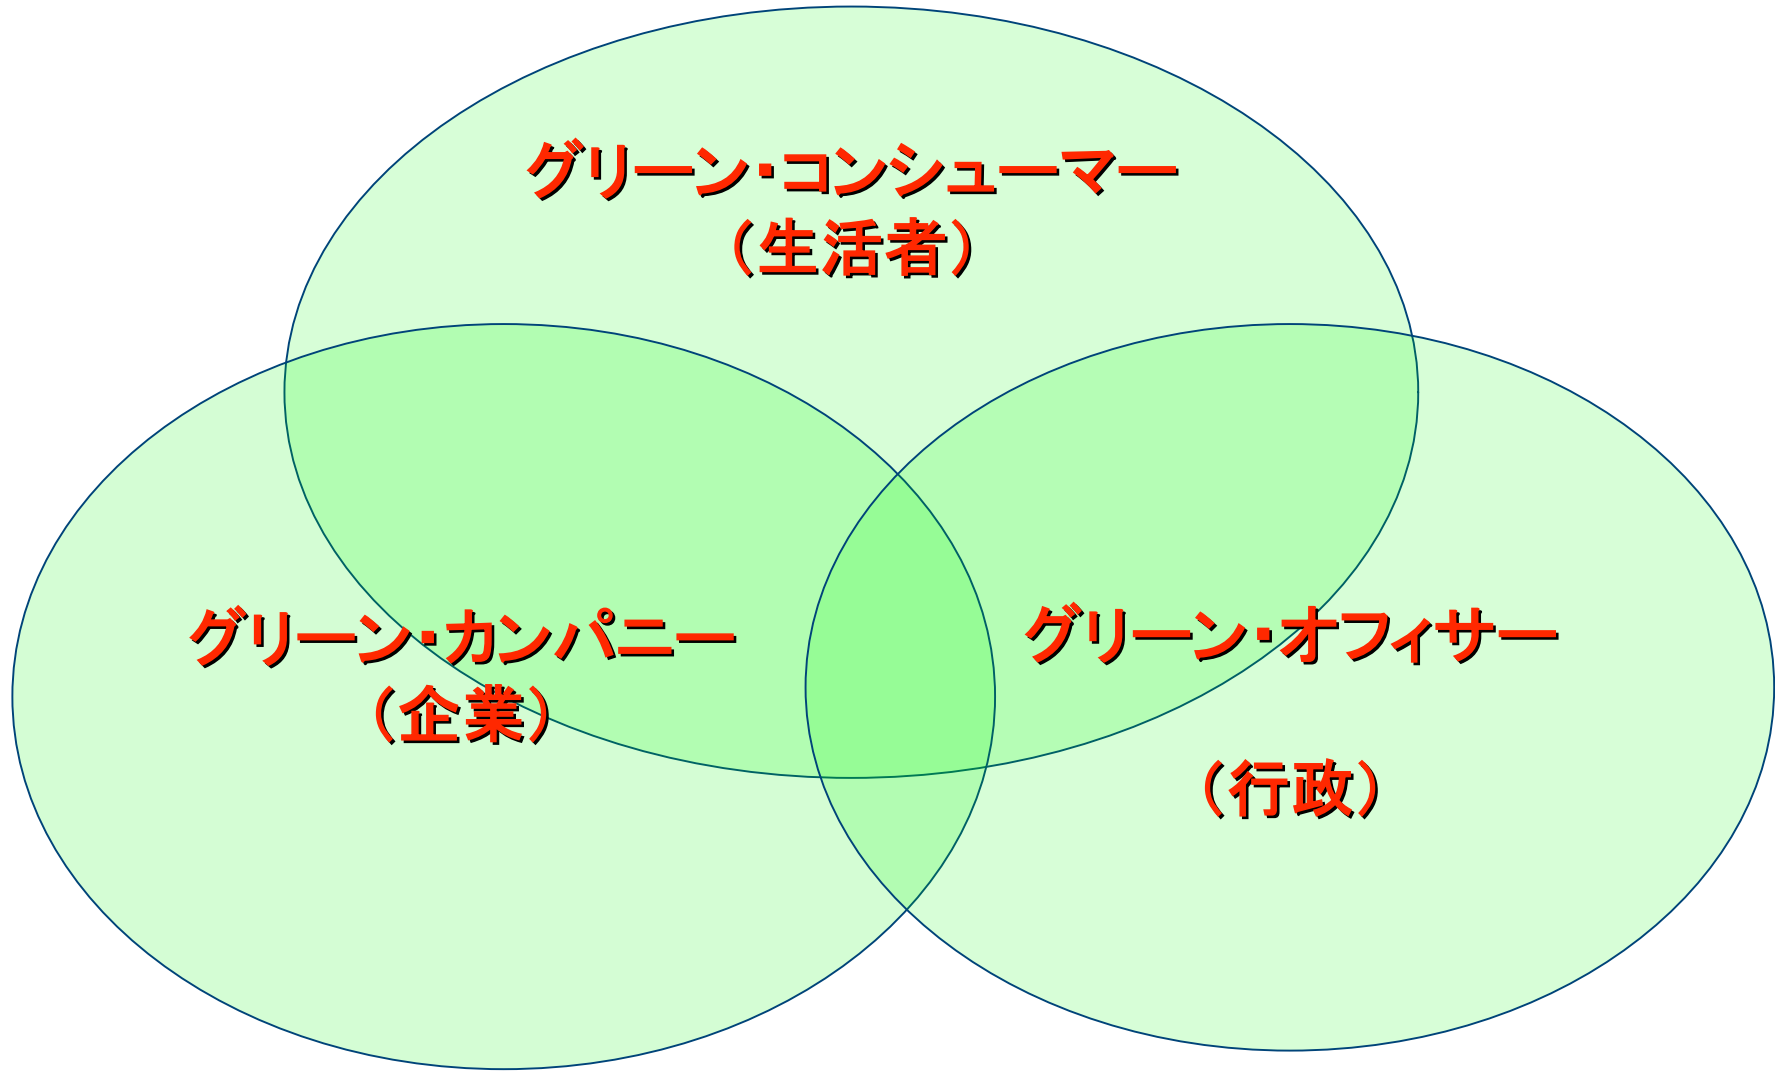 グリーン・コンシューマー
（生活者）
グリーン・カンパニー
（企業）
グリーン・オフィサー
（行政）